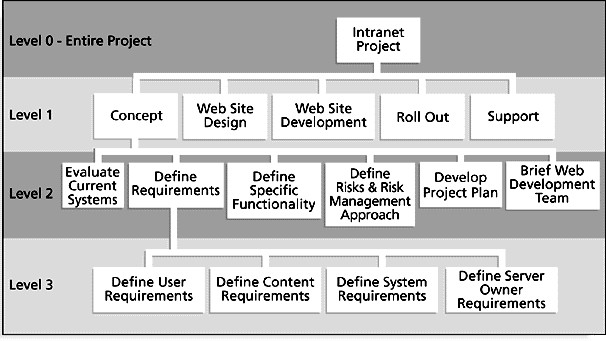 Level 0 - Entire Project
Intranet
Project
Level 1
Concept
Web Site
Design
Web Site
Development
Roll Out
Support
Level 2
Evaluate
Current
Systems
Define
Requirements
Define
Specific
Functionality
Define
Risks & Risk
Management
Approach
Develop
Project Plan
Brief Web
Development
Team
Level 3
Define User
Requirements
Define Content
Requirements
Define System
Requirements
Define Server
Owner
Requirements